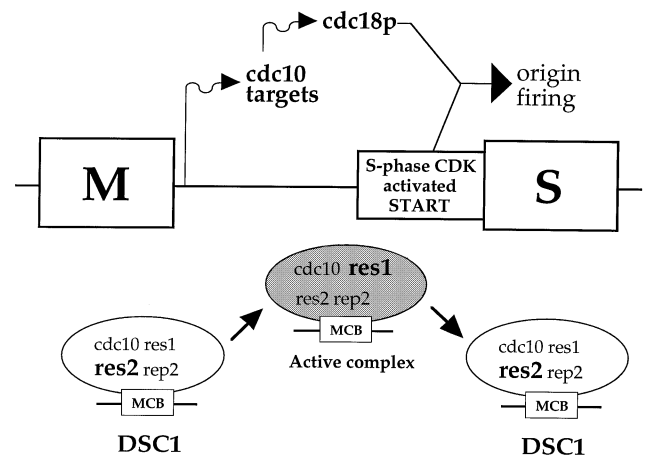 cdc18p
cdc10
targets
origin
firing
M
S-phase CDK
activated
START
S
cdc10 res1
res2 rep2
MCB
Active complex
cdc10 res1
res2 rep2
MCB
DSC1
cdc10 res1
res2 rep2
MCB
DSC1